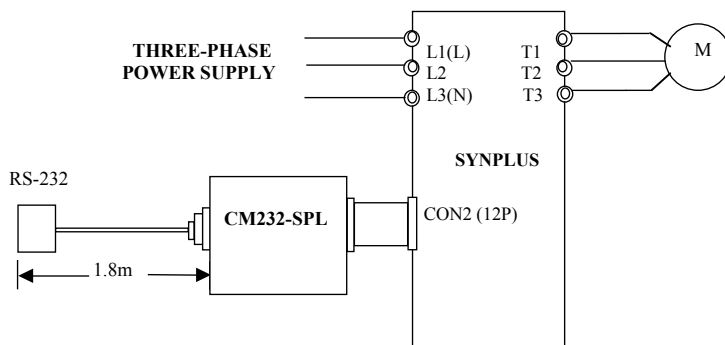 THREE-PHASE
POWER SUPPLY
L1(L)
L2
L3(N)
T1
T2
T3
M
SYNPLUS
RS-232
CM232-SPL
CON2 (12P)
1.8m